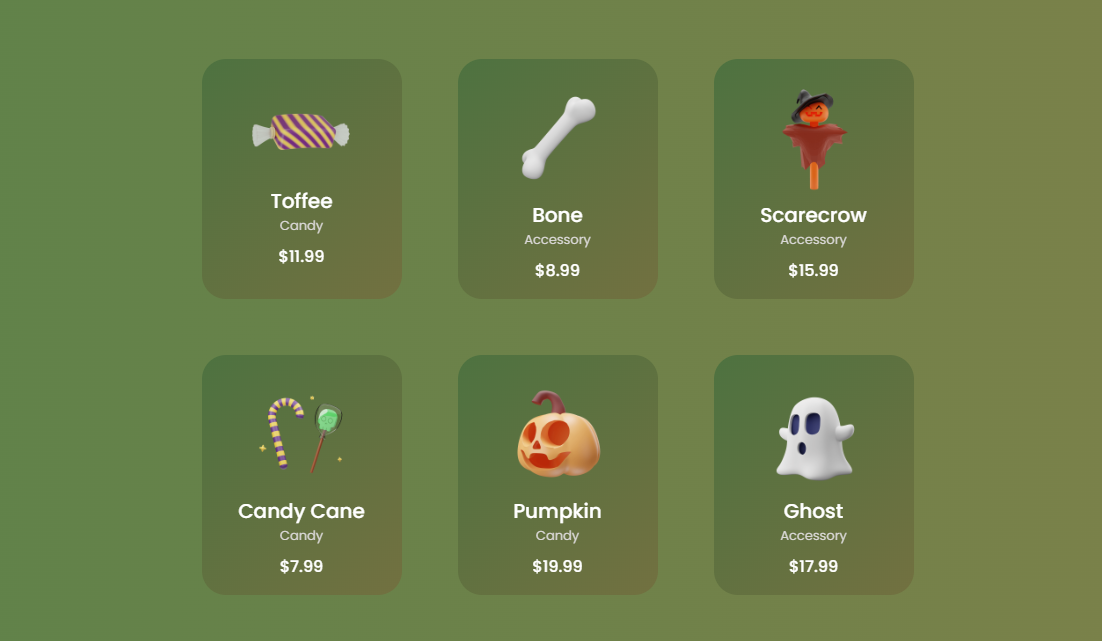 Toffee
Candy
$11.99
Bone
Accessory
$8.99
Scarecrow
Accessory
$15.99
Candy Cane
Candy
$7.99
Pumpkin
Candy
$19.99
Ghost
Accessory
$17.99